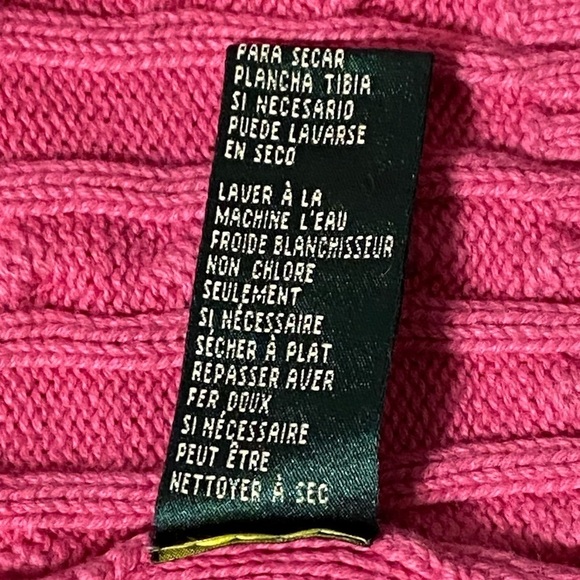 PARA SECAR
PLANCHA TIBIA
SI NECESARIO
PUEDE LAVARSE
EN SECO
LAVER À LA
MACHINE L'EAU
FROIDE BLANCHISSEUR
NON CHLORE
SEULEMENT
SI NÉCESSAIRE
SÉCHER À PLAT
REPASSER AVER
FER DOUX
SI NÉCESSAIRE
PEUT ÊTRE
NETTOYER À SEC